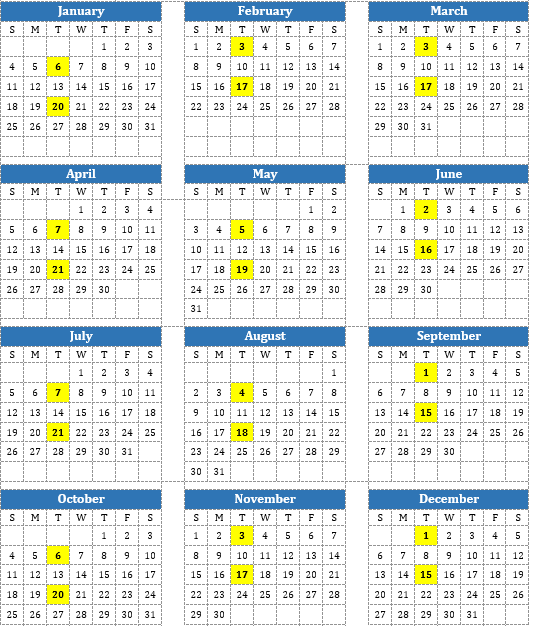 January February March
S M T W T F S S M T W T F S S M T W T F S
1 2 3 1 2 3 4 5 6 7 1 2 3 4 5 6 7
4 5 6 7 8 9 10 8 9 10 11 12 13 14 8 9 10 11 12 13 14
11 12 13 14 15 16 17 15 16 17 18 19 20 21 15 16 17 18 19 20 21
18 19 20 21 22 23 24 22 23 24 25 26 27 28 22 23 24 25 26 27 28
25 26 27 28 29 30 31 29 30 31
April May June
S M T W T F S S M T W T F S S M T W T F S
1 2 3 4 1 2 1 2 3 4 5 6
5 6 7 8 9 10 11 3 4 5 6 7 8 9 7 8 9 10 11 12 13
12 13 14 15 16 17 18 10 11 12 13 14 15 16 14 15 16 17 18 19 20
19 20 21 22 23 24 25 17 18 19 20 21 22 23 21 22 23 24 25 26 27
26 27 28 29 30 24 25 26 27 28 29 30 28 29 30
31
July August September
S M T W T F S S M T W T F S S M T W T F S
1 2 3 4 1 1 2 3 4 5
5 6 7 8 9 10 11 2 3 4 5 6 7 8 6 7 8 9 10 11 12
12 13 14 15 16 17 18 9 10 11 12 13 14 15 13 14 15 16 17 18 19
19 20 21 22 23 24 25 16 17 18 19 20 21 22 20 21 22 23 24 25 26
26 27 28 29 30 31 23 24 25 26 27 28 29 27 28 29 30
30 31
October November December
S M T W T F S S M T W T F S S M T W T F S
1 2 3 1 2 3 4 5 6 7 1 2 3 4 5
4 5 6 7 8 9 10 8 9 10 11 12 13 14 6 7 8 9 10 11 12
11 12 13 14 15 16 17 15 16 17 18 19 20 21 13 14 15 16 17 18 19
18 19 20 21 22 23 24 22 23 24 25 26 27 28 20 21 22 23 24 25 26
25 26 27 28 29 30 31 29 30 27 28 29 30 31